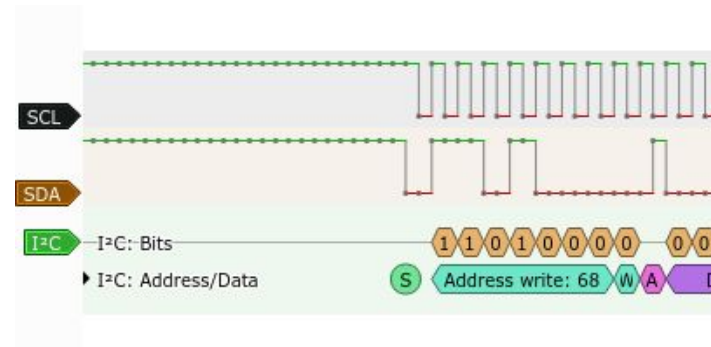 SCL
SDA
I²C
I²C: Bits
1 1 0 1 0 0 0 0 0 0
I²C: Address/Data
S
Address write: 68
W
A